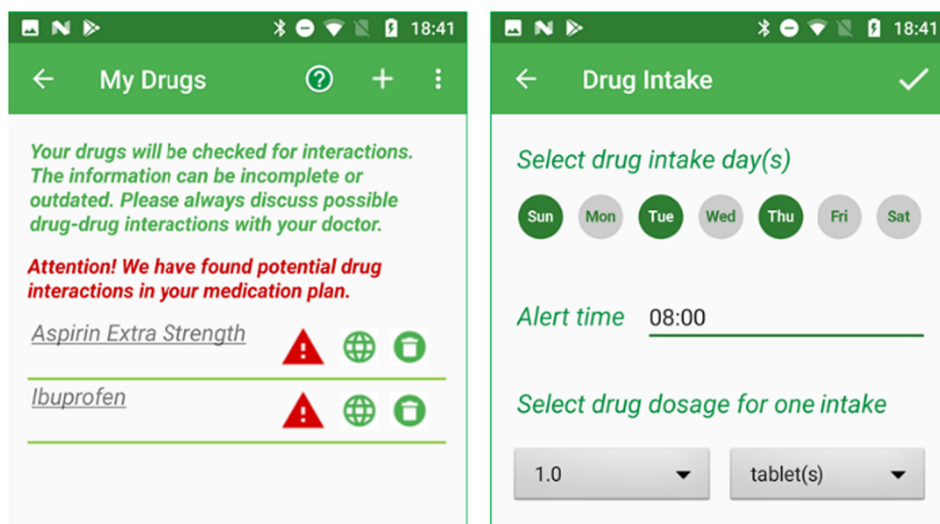 18:41
My Drugs
Your drugs will be checked for interactions.
The information can be incomplete or
outdated. Please always discuss possible
drug-drug interactions with your doctor.
Attention! We have found potential drug
interactions in your medication plan.
Aspirin Extra Strength
Ibuprofen
18:41
Drug Intake
Select drug intake day(s)
Sun Mon Tue Wed Thu Fri Sat
Alert time 08:00
Select drug dosage for one intake
1.0 tablet(s)